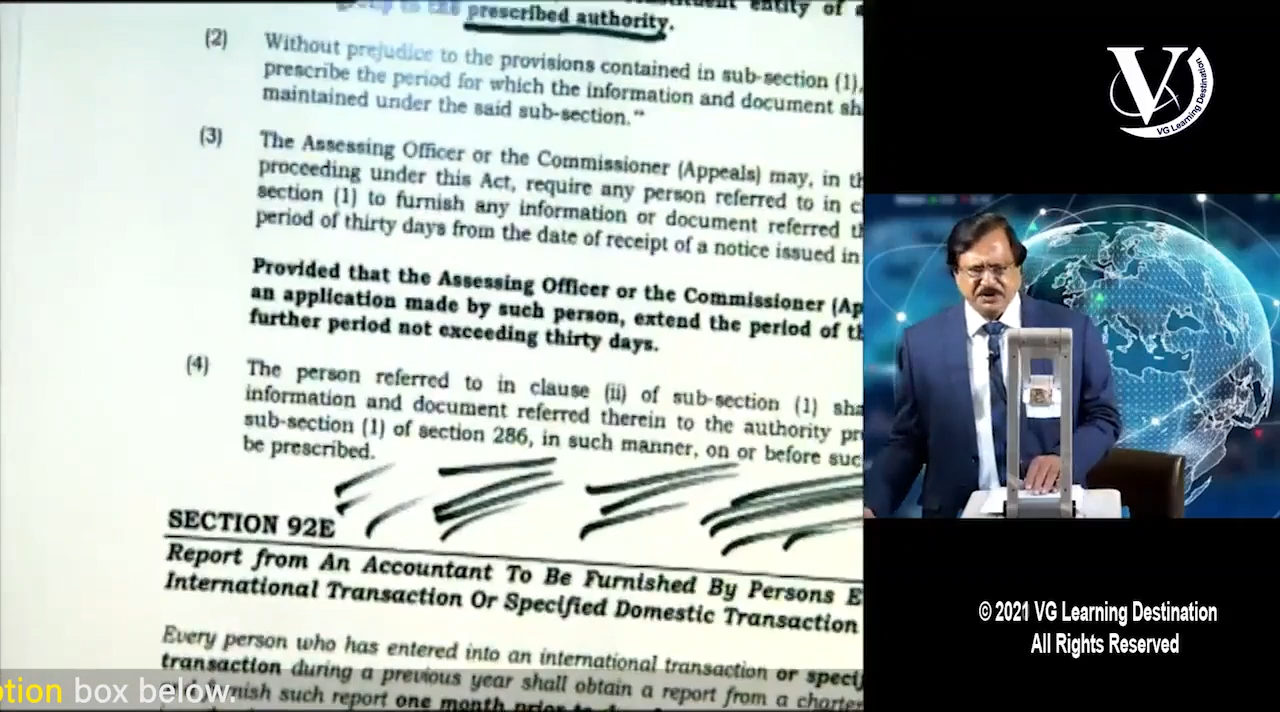 prescribed authority.
entity of
(2) Without prejudice to the provisions contained in sub-section (1),
prescribe the period for which the information and document sh
maintained under the said sub-section."
(3) The Assessing Officer or the Commissioner (Appeals) may, in th
proceeding under this Act, require any person referred to in cl
section (1) to furnish any information or document referred th
period of thirty days from the date of receipt of a notice issued in
Provided that the Assessing Officer or the Commissioner (Ap
an application made by such person, extend the period of th
further period not exceeding thirty days.
(4) The person referred to in clause (ii) of sub-section (1) sha
information and document referred therein to the authority pr
sub-section (1) of section 286, in such manner, on or before suc
be prescribed.
SECTION 92E
Report from An Accountant To Be Furnished By Persons E
International Transaction Or Specified Domestic Transaction
Every person who has entered into an international transaction or specif
transaction during a previous year shall obtain a report from a charte
furnish such report one month prior to
ption box below.
V
VG Learning Destination
© 2021 VG Learning Destination
All Rights Reserved